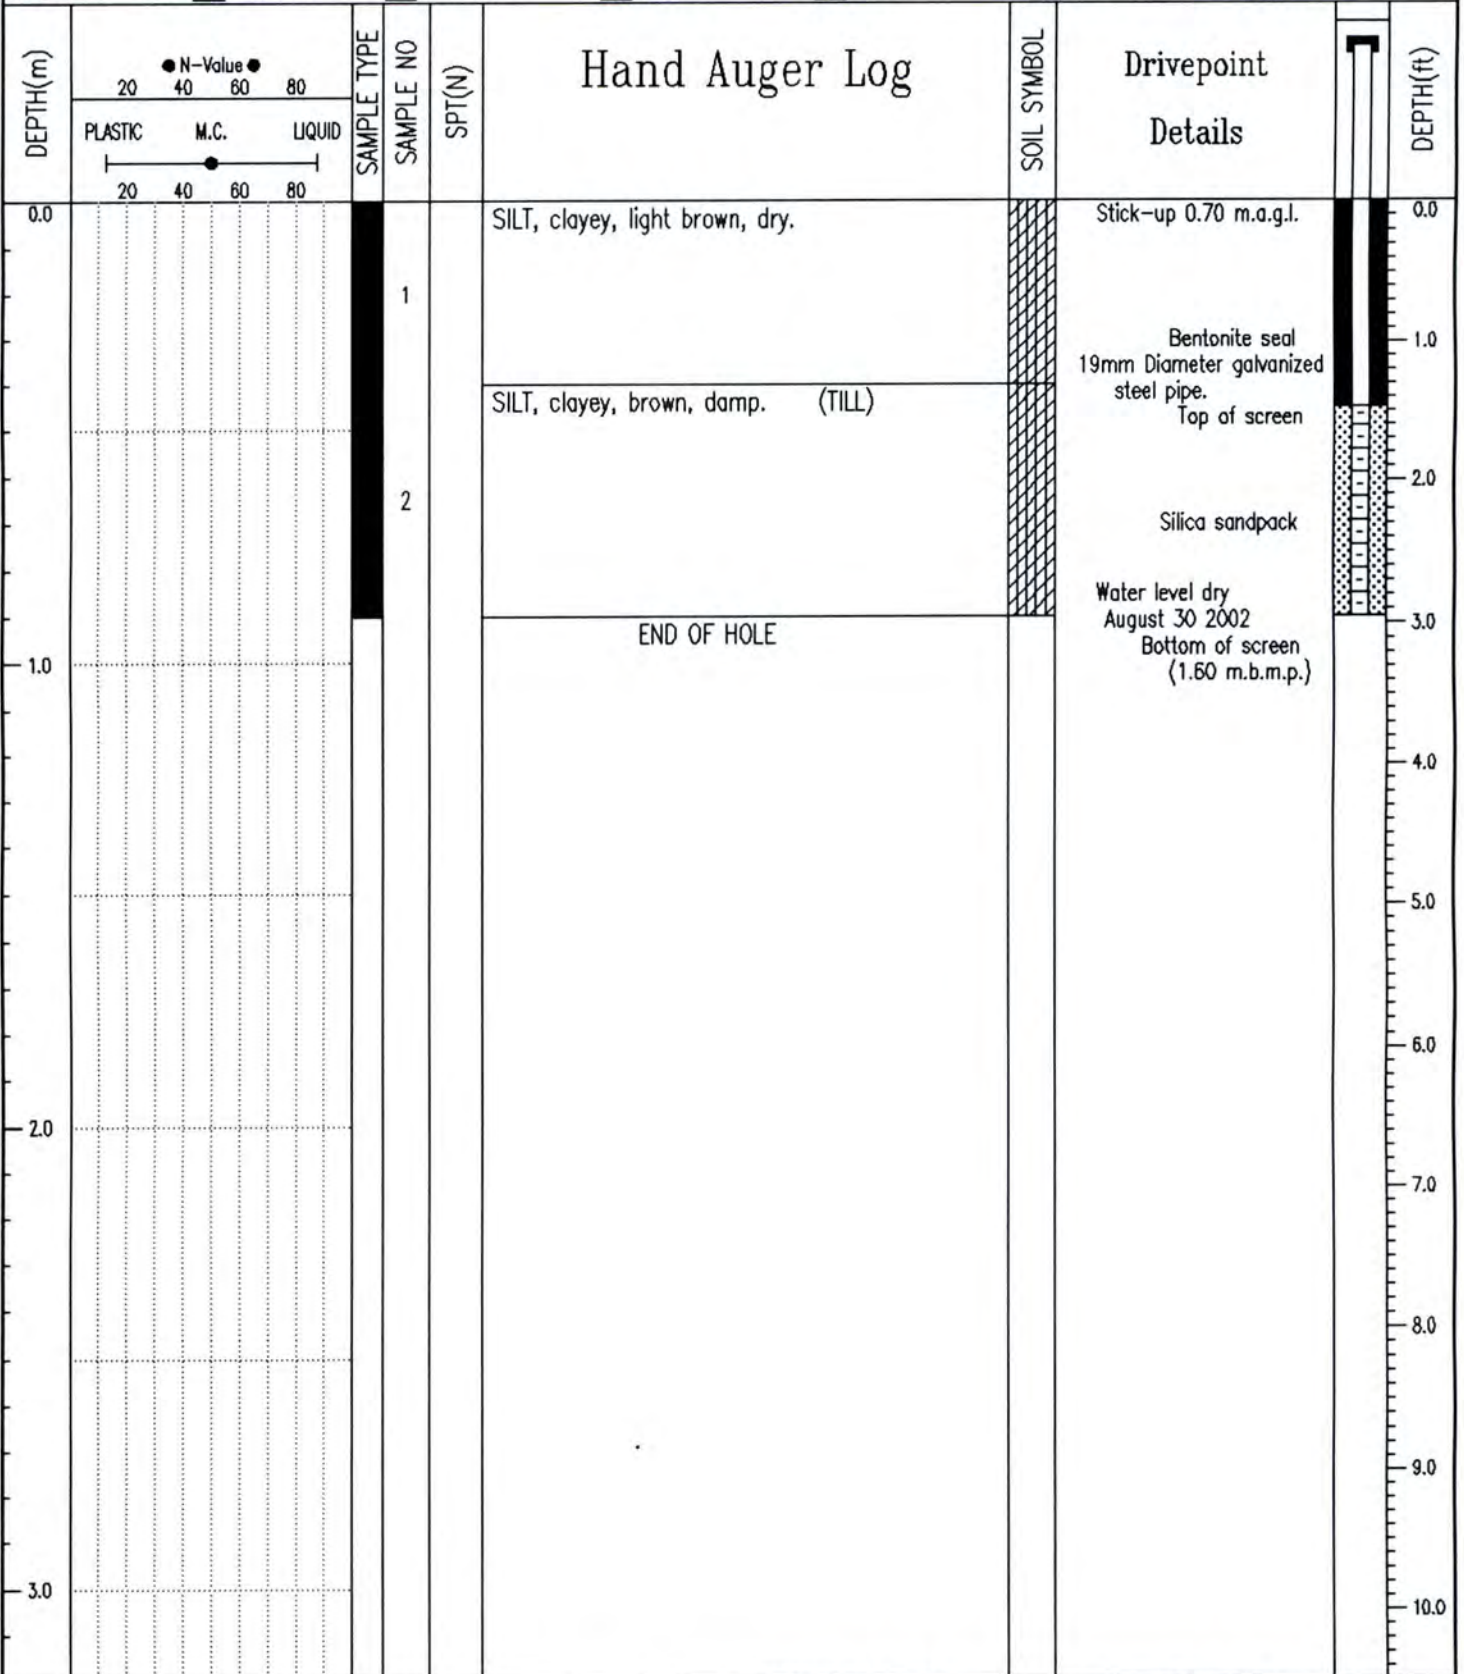 DEPTH(m)
● N-Value ●
20 40 60 80
PLASTIC M.C. LIQUID
20 40 60 80
SAMPLE TYPE
SAMPLE NO
SPT(N)
Hand Auger Log
SOIL SYMBOL
Drivepoint
Details
DEPTH(ft)
0.0
SILT, clayey, light brown, dry.
Stick-up 0.70 m.a.g.l.
0.0
1
Bentonite seal
1.0
19mm Diameter galvanized
steel pipe.
SILT, clayey, brown, damp. (TILL)
Top of screen
2
2.0
Silica sandpack
Water level dry
August 30 2002
3.0
END OF HOLE
Bottom of screen
(1.60 m.b.m.p.)
1.0
4.0
5.0
6.0
2.0
7.0
8.0
9.0
3.0
10.0